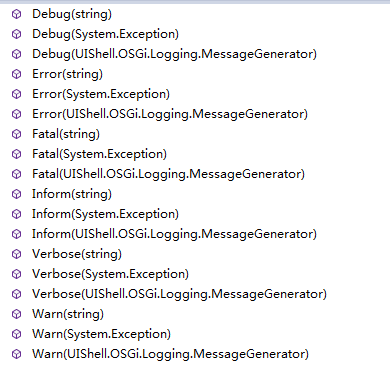 Debug(string)
Debug(System.Exception)
Debug(UIShell.OSGi.Logging.MessageGenerator)
Error(string)
Error(System.Exception)
Error(UIShell.OSGi.Logging.MessageGenerator)
Fatal(string)
Fatal(System.Exception)
Fatal(UIShell.OSGi.Logging.MessageGenerator)
Inform(string)
Inform(System.Exception)
Inform(UIShell.OSGi.Logging.MessageGenerator)
Verbose(string)
Verbose(System.Exception)
Verbose(UIShell.OSGi.Logging.MessageGenerator)
Warn(string)
Warn(System.Exception)
Warn(UIShell.OSGi.Logging.MessageGenerator)